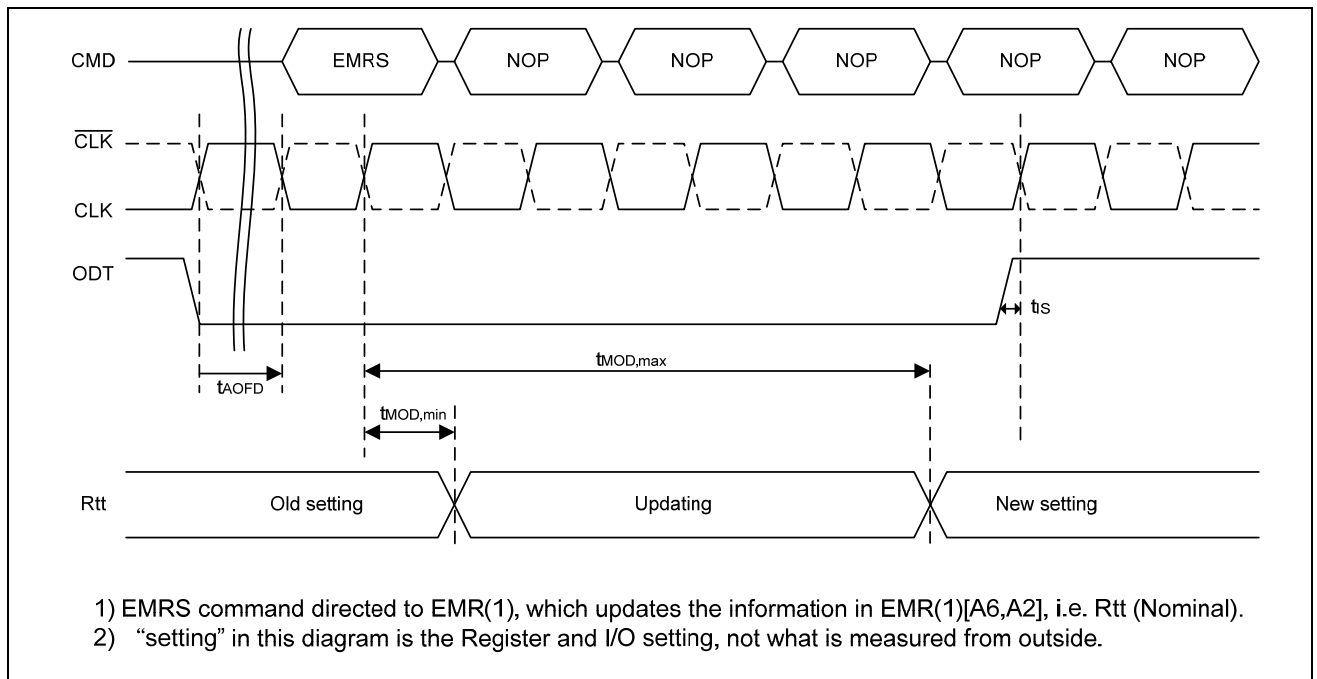 CMD EMRS NOP NOP NOP NOP NOP
CLK
CLK
ODT
tIS
tMOD,max
tAOFD
tMOD,min
Rtt Old setting Updating New setting
1) EMRS command directed to EMR(1), which updates the information in EMR(1)[A6,A2], i.e. Rtt (Nominal).
2) “setting” in this diagram is the Register and I/O setting, not what is measured from outside.